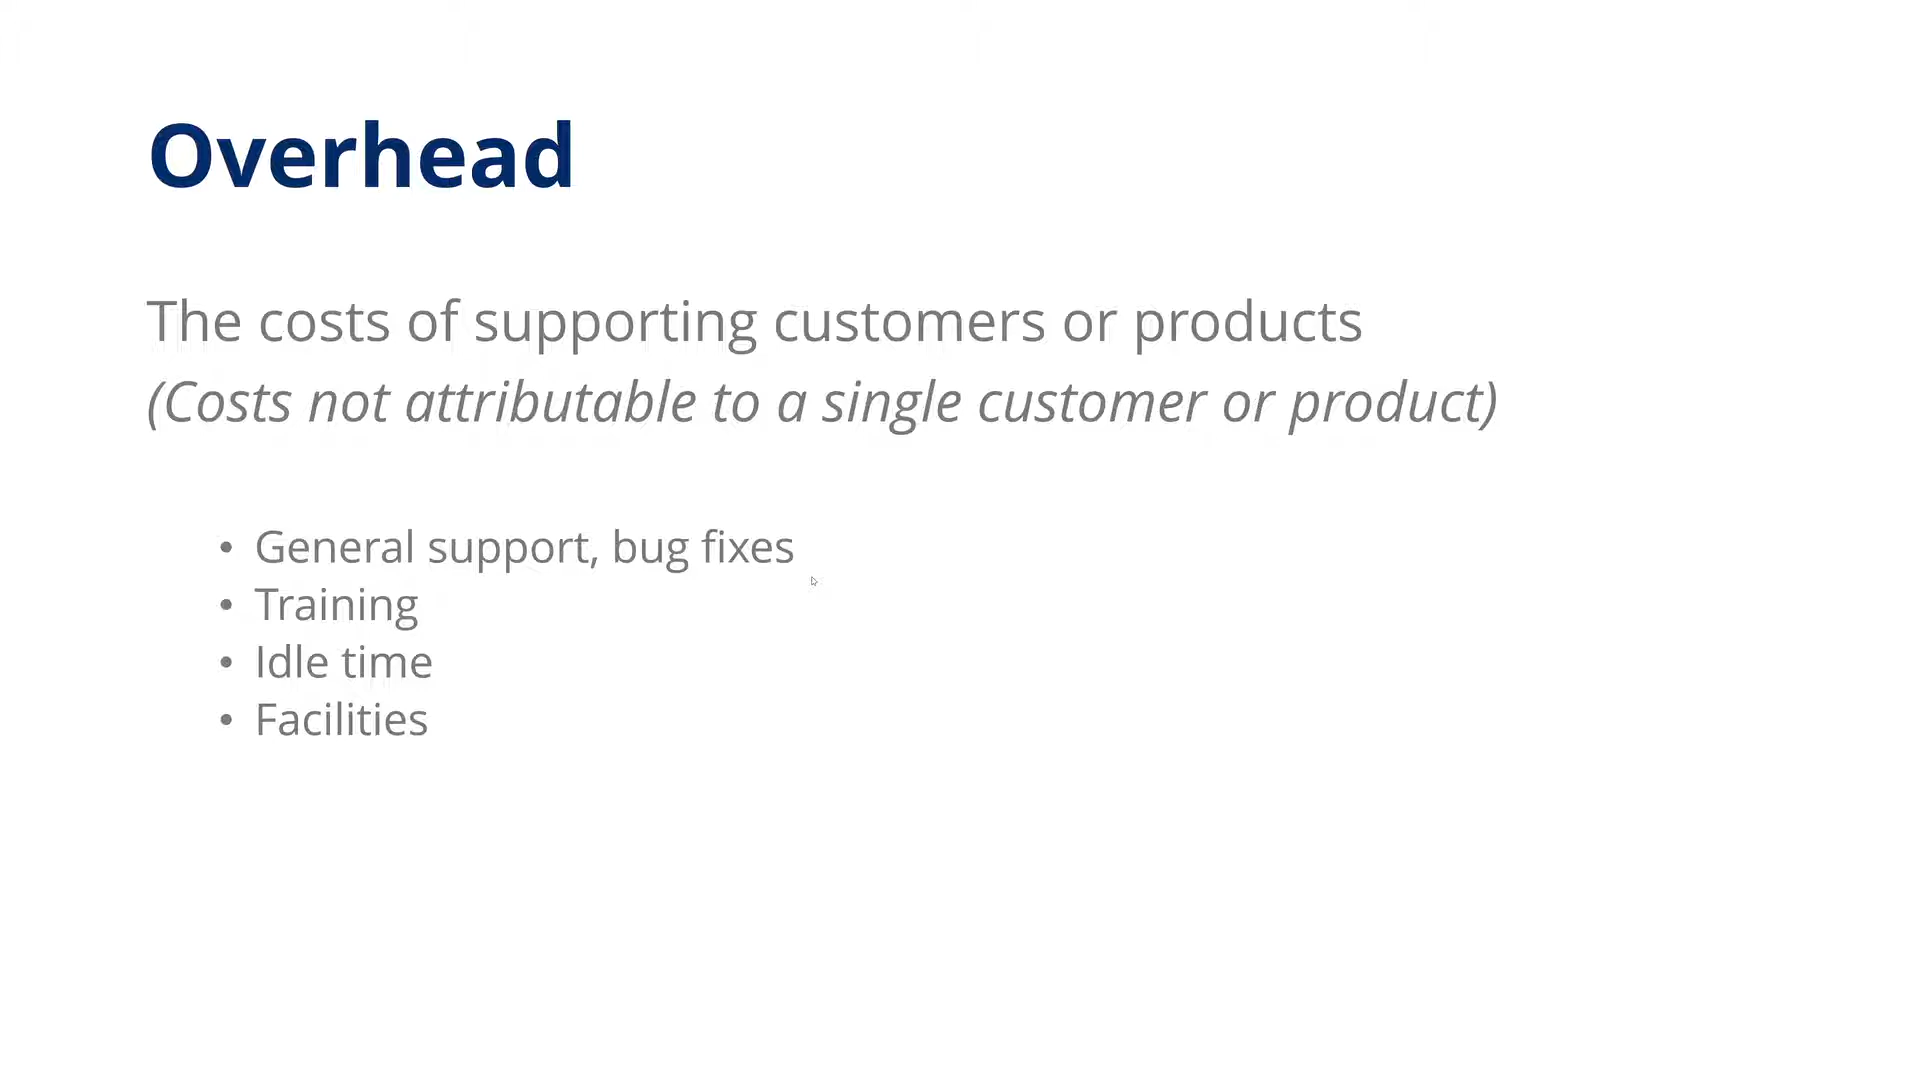 Overhead
The costs of supporting customers or products
(Costs not attributable to a single customer or product)
• General support, bug fixes
• Training
• Idle time
• Facilities